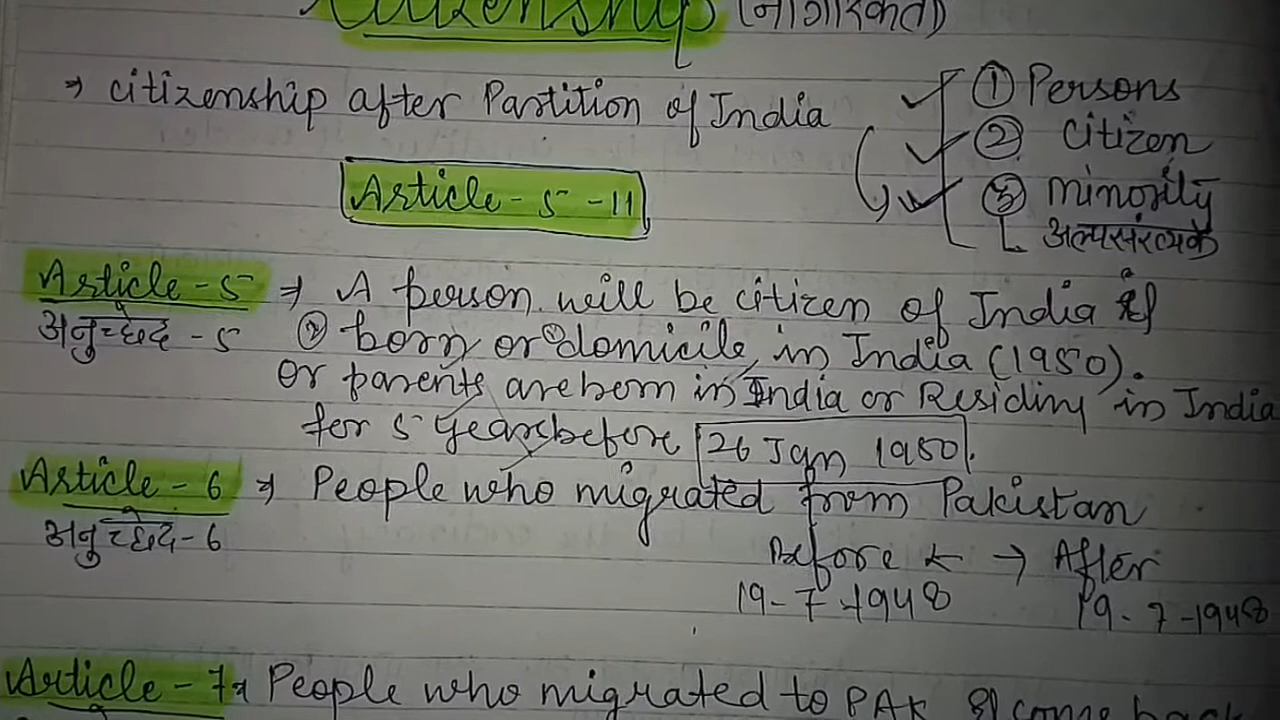 Citizenship (नागरिकता)
→ citizenship after Partition of India
① Persons
② citizen
③ minority
अल्पसंख्यक
Article - 5 - 11
Article - 5 → A person will be citizen of India if
अनुच्छेद - 5 ② born or ① domicile in India (1950).
or parents are born in India or Residing in India
for 5 years before 26 Jan 1950.
Article - 6 → People who migrated from Pakistan
अनुच्छेद - 6
Before ← → After
19-7-1948 19-7-1948
Article - 7 → People who migrated to PAK & come back